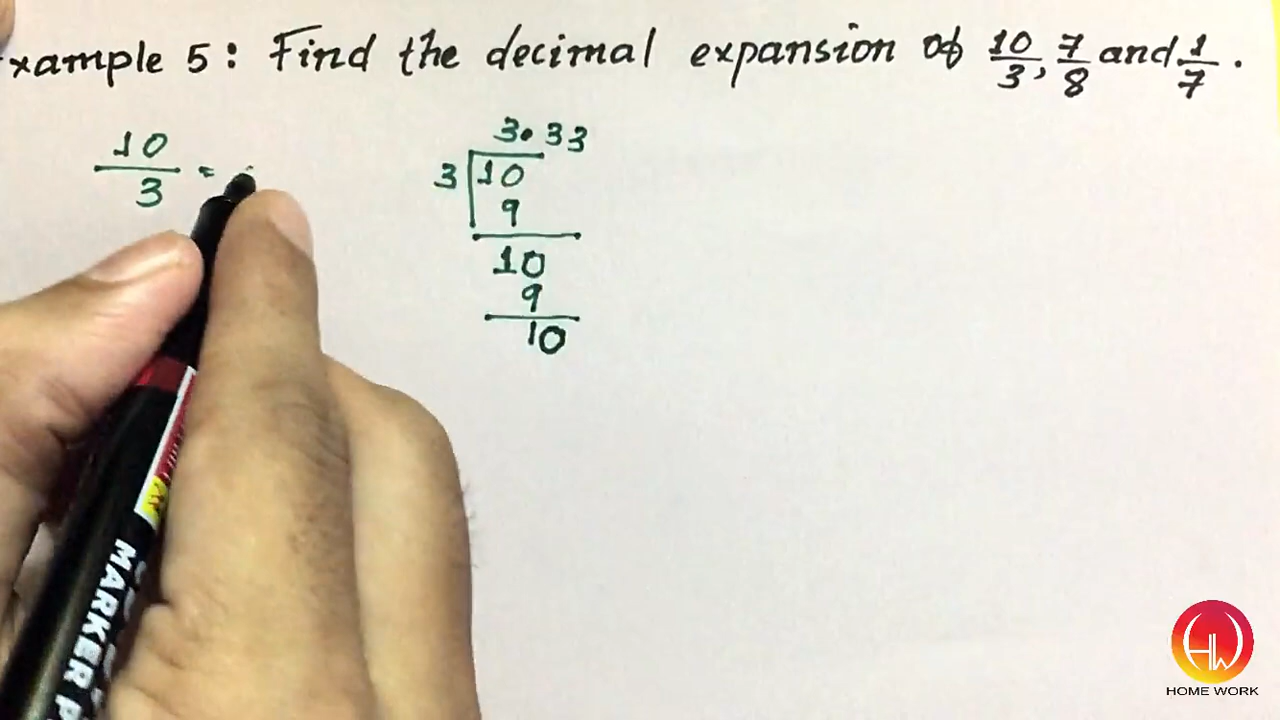 xample 5: Find the decimal expansion of 10/3, 7/8 and 1/7.
10/3 =
3.33
3 10
9
10
9
10
MARKER P
HOME WORK